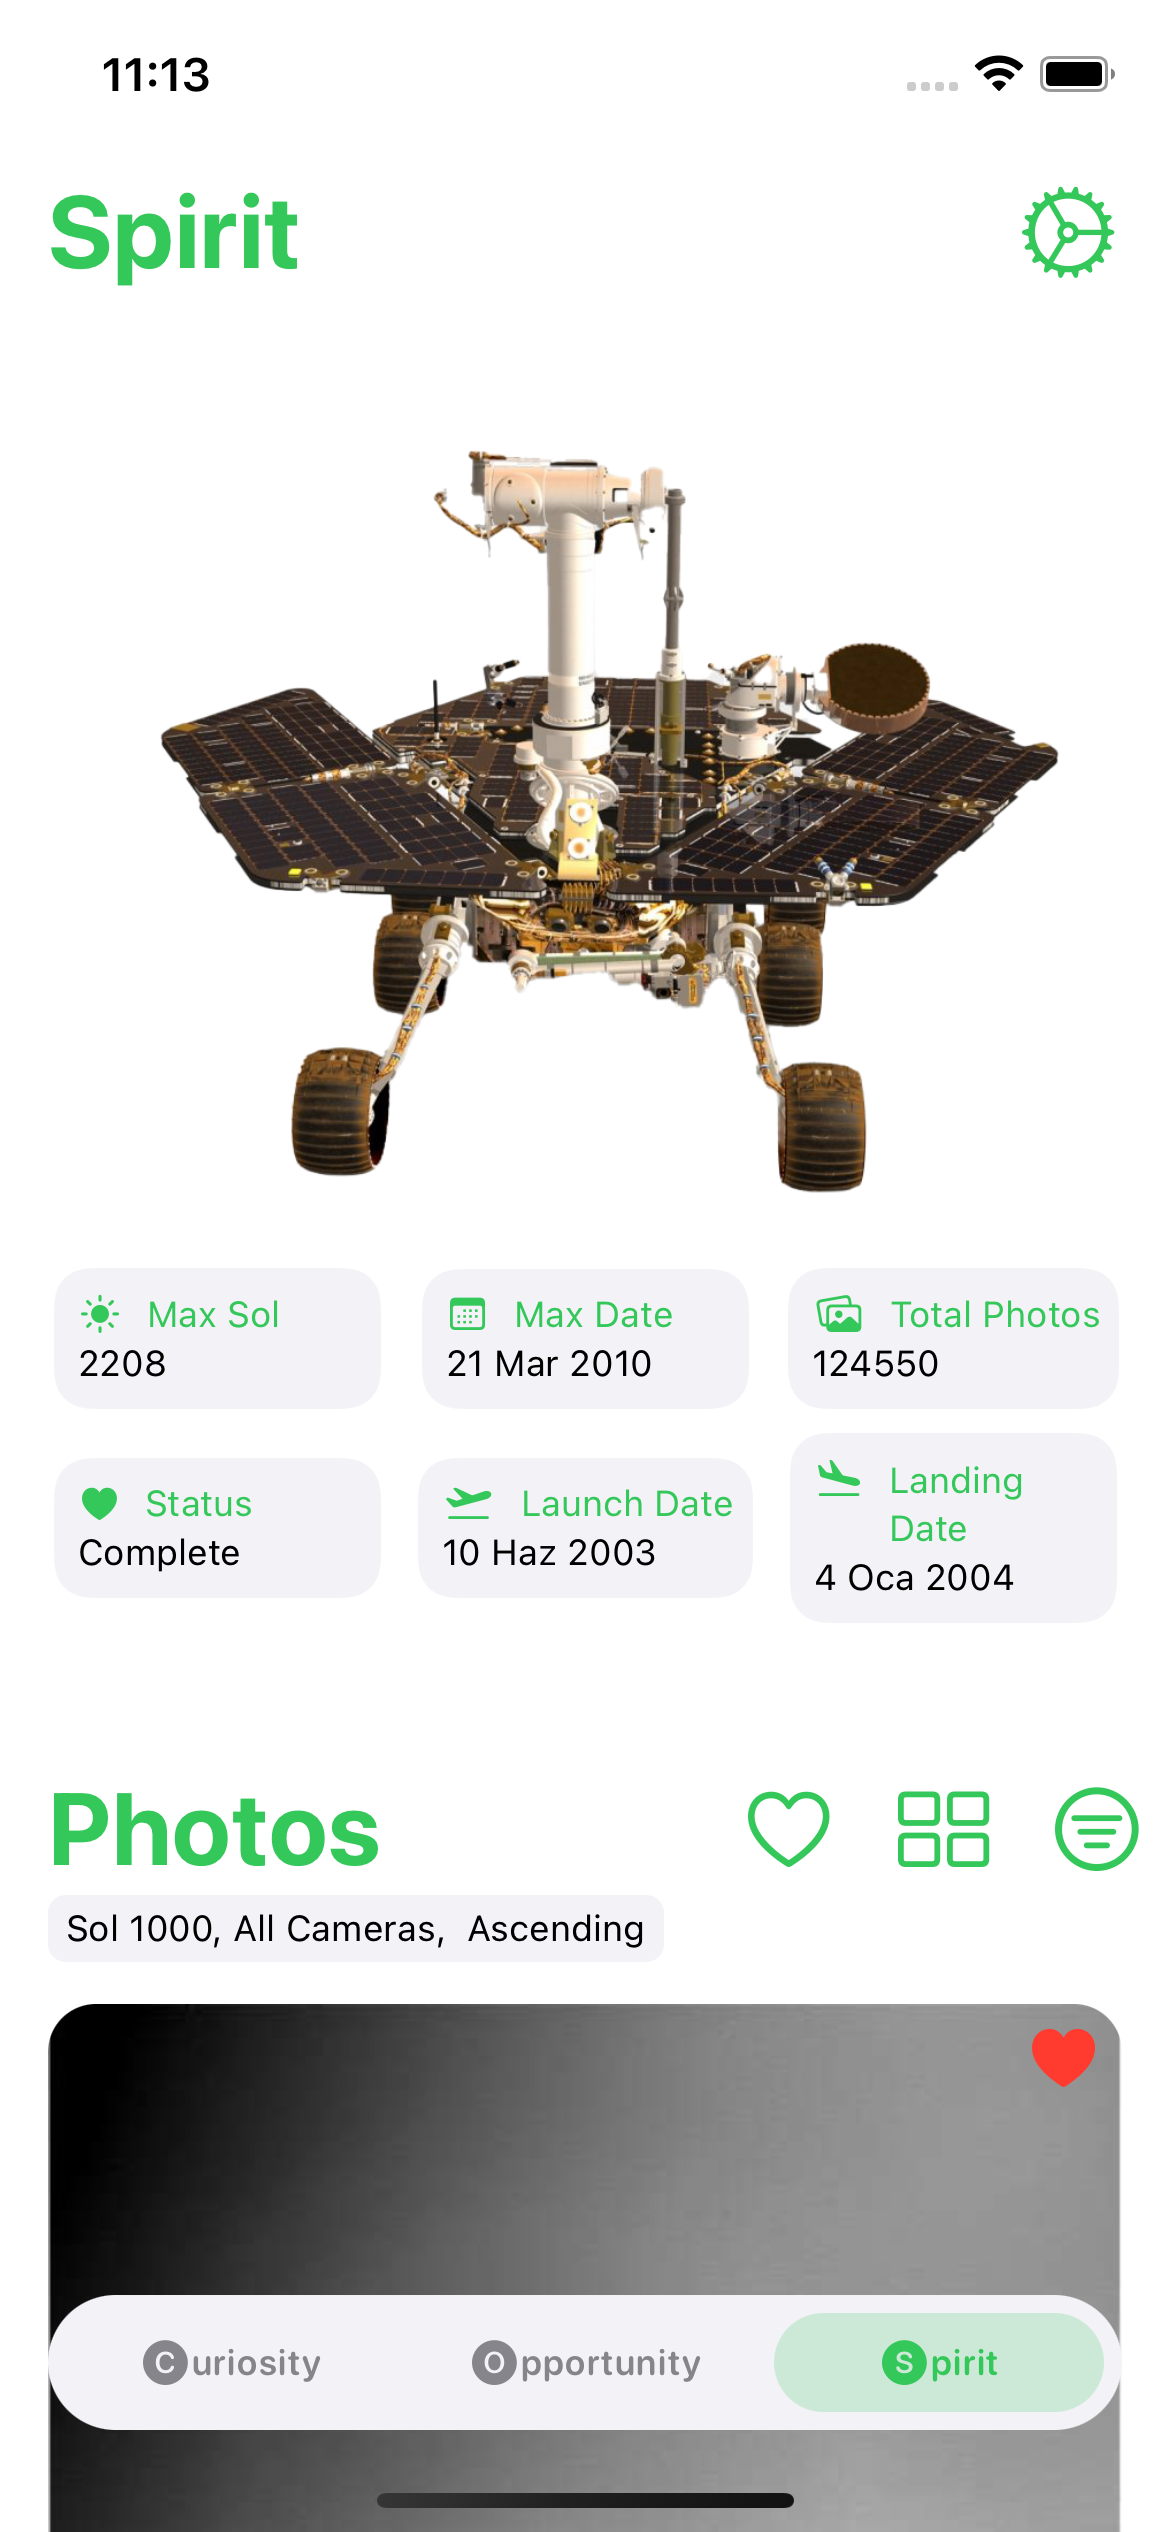 11:13
Spirit
Max Sol
2208
Max Date
21 Mar 2010
Total Photos
124550
Status
Complete
Launch Date
10 Haz 2003
Landing
Date
4 Oca 2004
Photos
Sol 1000, All Cameras,  Ascending
Curiosity
Opportunity
Spirit